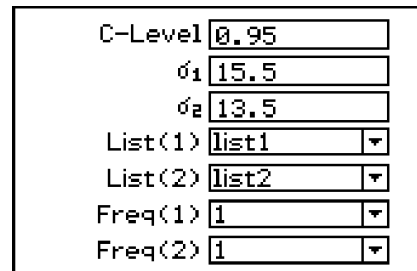 C-Level 0.95
σ1 15.5
σ2 13.5
List(1) list1
List(2) list2
Freq(1) 1
Freq(2) 1